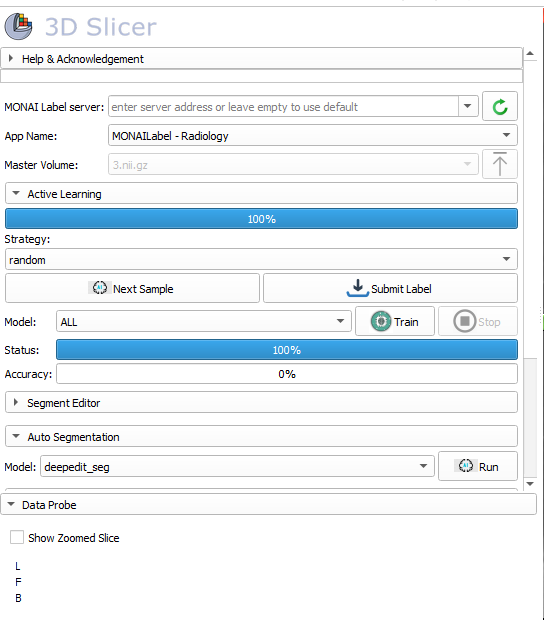 3D Slicer
Help & Acknowledgement
MONAI Label server: enter server address or leave empty to use default
App Name: MONAILabel - Radiology
Master Volume: 3.nii.gz
Active Learning
100%
Strategy:
random
Next Sample Submit Label
Model: ALL Train Stop
Status: 100%
Accuracy: 0%
Segment Editor
Auto Segmentation
Model: deepedit_seg Run
Data Probe
Show Zoomed Slice
L
F
B